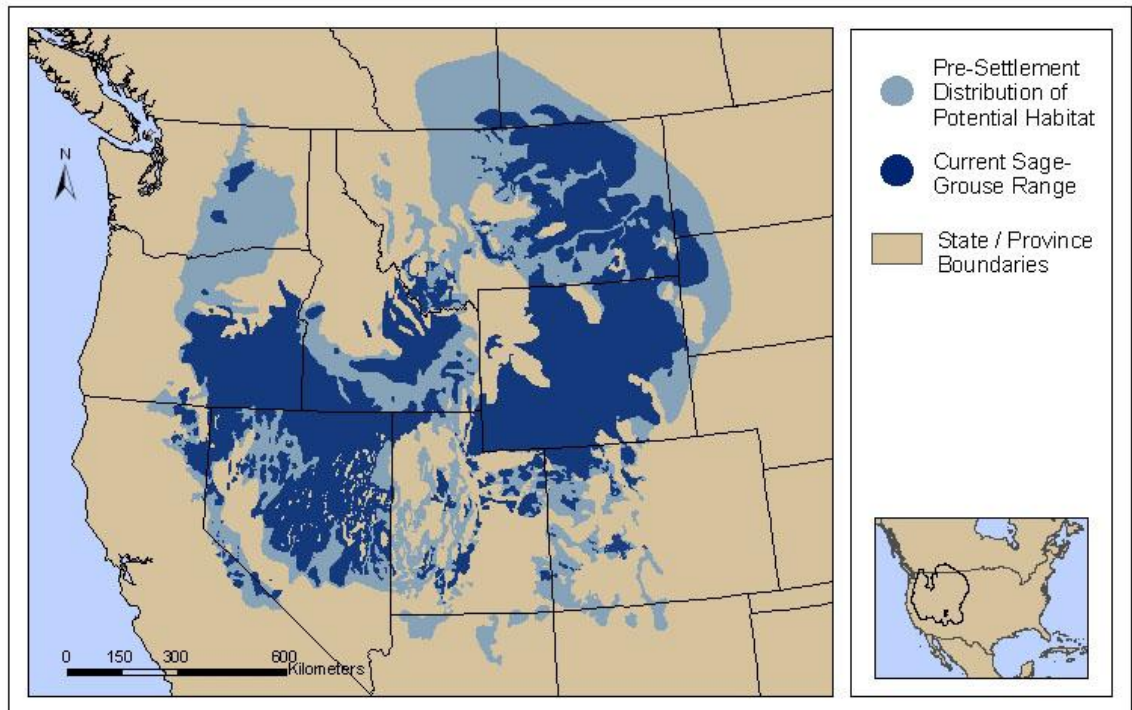 N
0 150 300 600
Kilometers
Pre-Settlement
Distribution of
Potential Habitat
Current Sage-
Grouse Range
State / Province
Boundaries